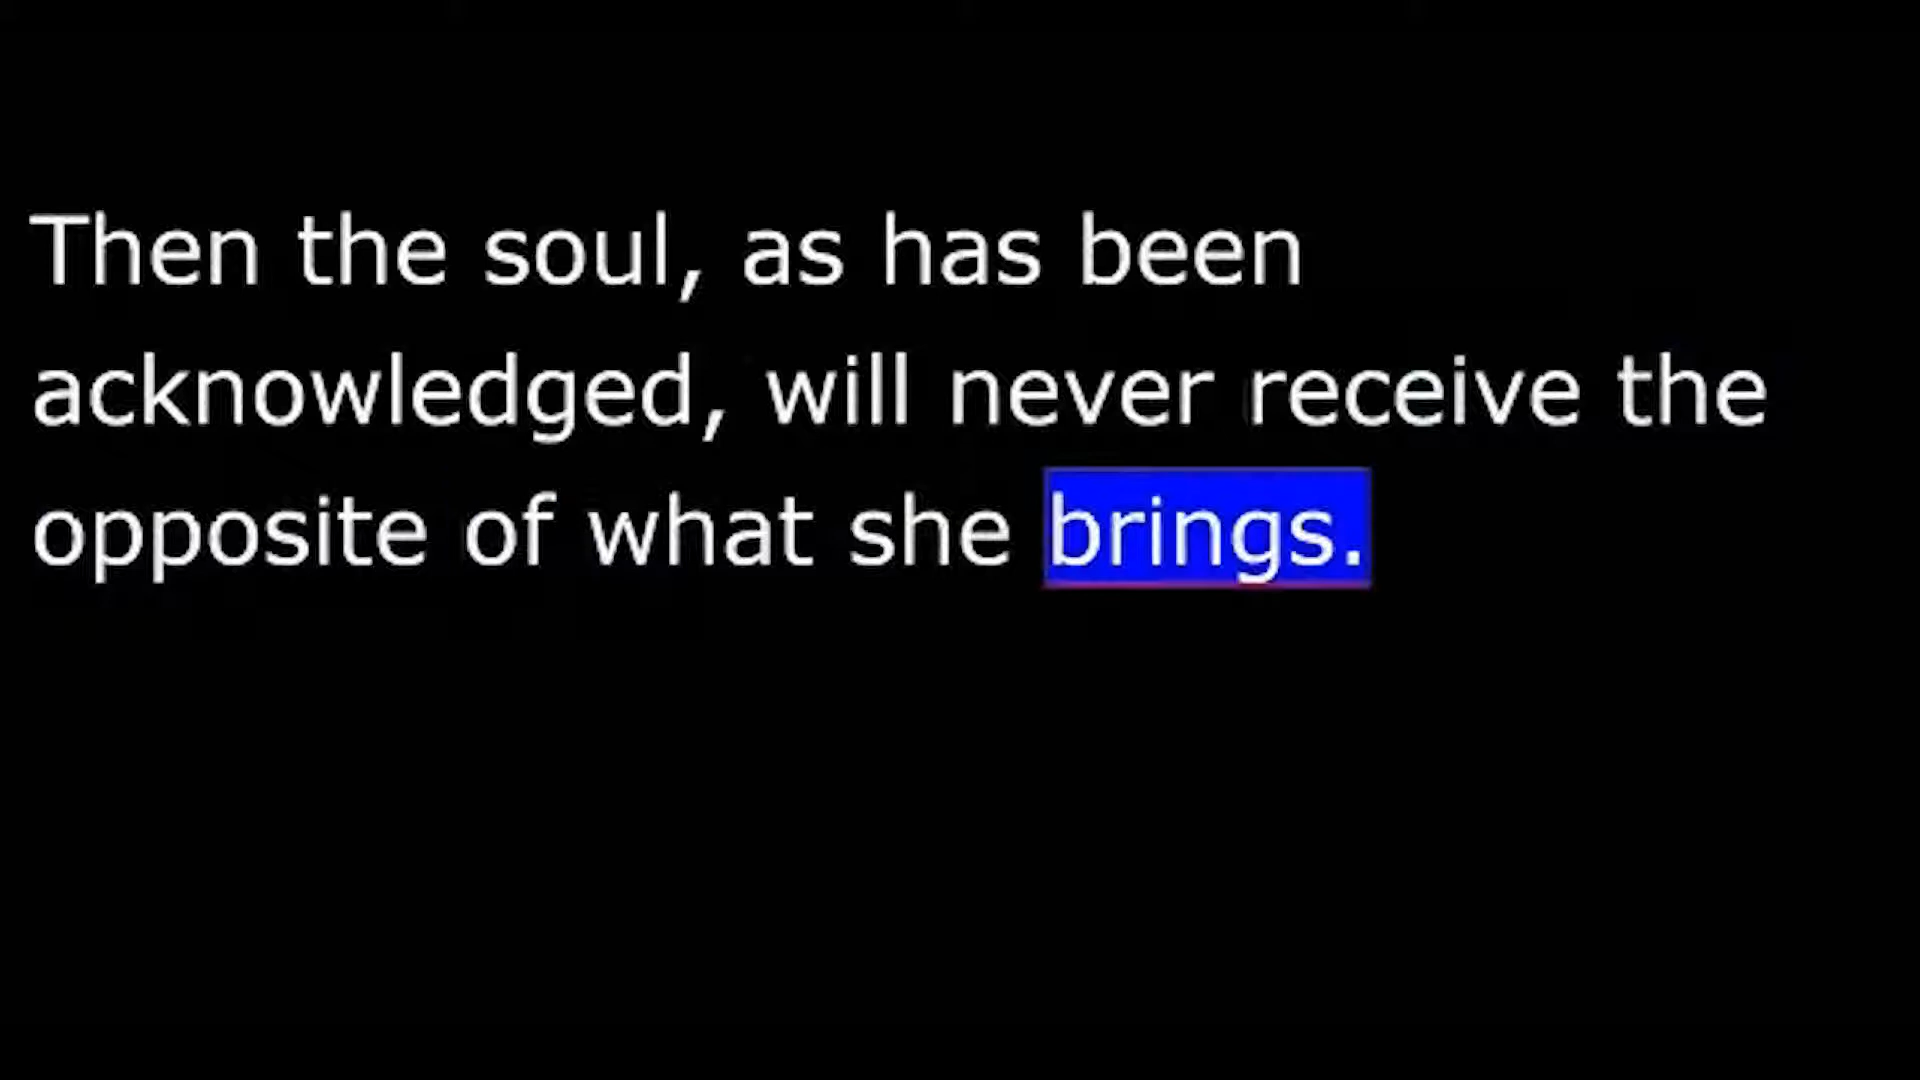 Then the soul, as has been
acknowledged, will never receive the
opposite of what she brings.